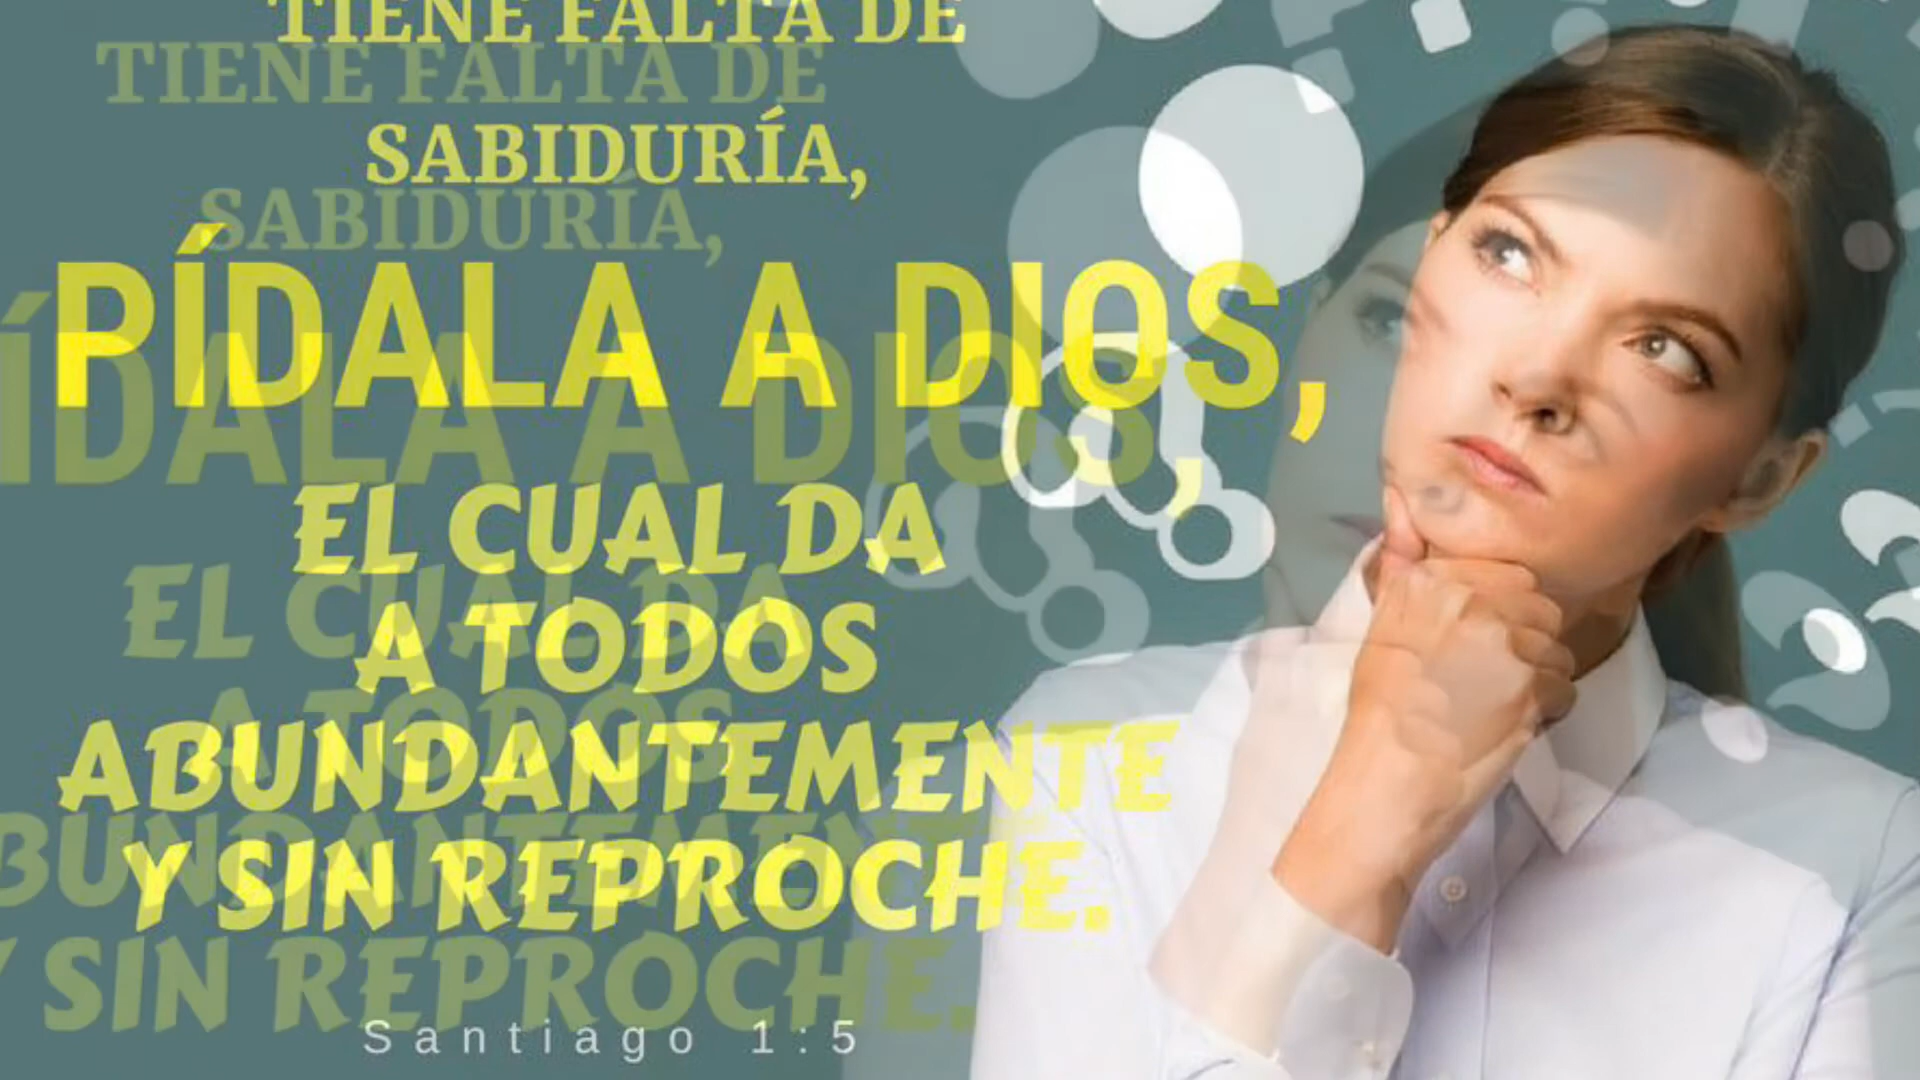 TIENE FALTA DE
SABIDURÍA,
PÍDALA A DIOS,
EL CUAL DA
A TODOS
ABUNDANTEMENTE
Y SIN REPROCHE.
Santiago 1:5